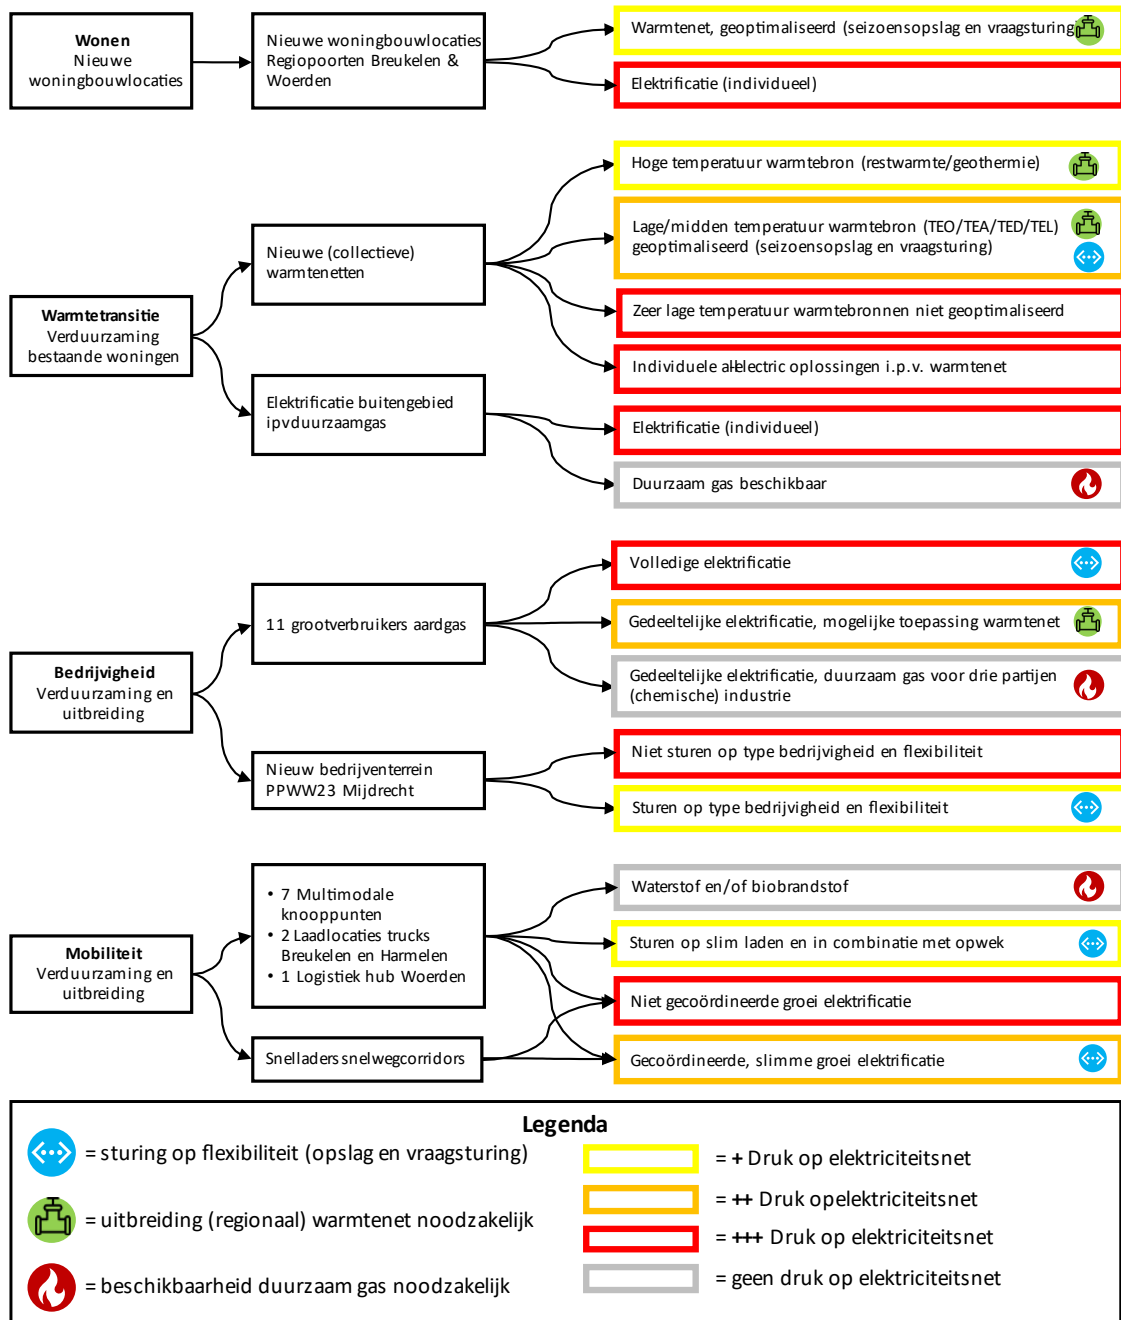 Wonen
Nieuwe
woningbouwlocaties
Nieuwe woningbouwlocaties
Regiopoorten Breukelen &
Woerden
Warmtenet, geoptimaliseerd (seizoensopslag en vraagsturing
Elektrificatie (individueel)
Warmtetransitie
Verduurzaming
bestaande woningen
Nieuwe (collectieve)
warmtenetten
Hoge temperatuur warmtebron (restwarmte/geothermie)
Lage/midden temperatuur warmtebron (TEO/TEA/TED/TEL)
geoptimaliseerd (seizoensopslag en vraagsturing)
Zeer lage temperatuur warmtebronnen niet geoptimaliseerd
Individuele all-electric oplossingen i.p.v. warmtenet
Elektrificatie buitengebied
ipvduurzaamgas
Elektrificatie (individueel)
Duurzaam gas beschikbaar
Bedrijvigheid
Verduurzaming en
uitbreiding
11 grootverbruikers aardgas
Volledige elektrificatie
Gedeeltelijke elektrificatie, mogelijke toepassing warmtenet
Gedeeltelijke elektrificatie, duurzaam gas voor drie partijen
(chemische) industrie
Nieuw bedrijventerrein
PPWW23 Mijdrecht
Niet sturen op type bedrijvigheid en flexibiliteit
Sturen op type bedrijvigheid en flexibiliteit
Mobiliteit
Verduurzaming en
uitbreiding
• 7 Multimodale
knooppunten
• 2 Laadlocaties trucks
Breukelen en Harmelen
• 1 Logistiek hub Woerden
Waterstof en/of biobrandstof
Sturen op slim laden en in combinatie met opwek
Niet gecoördineerde groei elektrificatie
Snelladers snelwegcorridors
Gecoördineerde, slimme groei elektrificatie
Legenda
= sturing op flexibiliteit (opslag en vraagsturing)
= uitbreiding (regionaal) warmtenet noodzakelijk
= beschikbaarheid duurzaam gas noodzakelijk
= + Druk op elektriciteitsnet
= ++ Druk opelektriciteitsnet
= +++ Druk op elektriciteitsnet
= geen druk op elektriciteitsnet